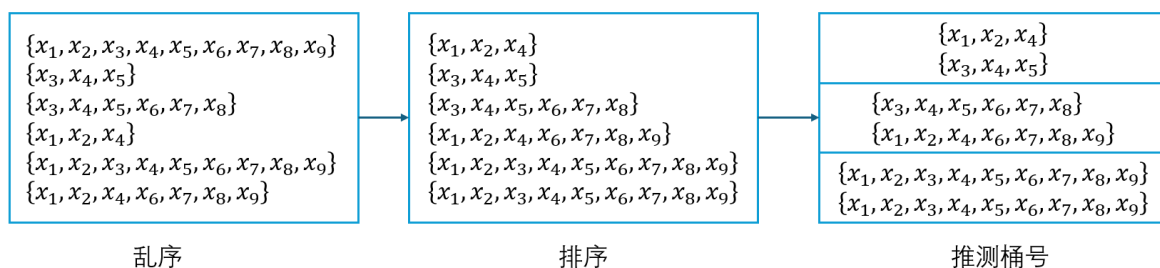 {x₁, x₂, x₃, x₄, x₅, x₆, x₇, x₈, x₉}
{x₃, x₄, x₅}
{x₃, x₄, x₅, x₆, x₇, x₈}
{x₁, x₂, x₄}
{x₁, x₂, x₃, x₄, x₅, x₆, x₇, x₈, x₉}
{x₁, x₂, x₄, x₆, x₇, x₈, x₉}
乱序
{x₁, x₂, x₄}
{x₃, x₄, x₅}
{x₃, x₄, x₅, x₆, x₇, x₈}
{x₁, x₂, x₄, x₆, x₇, x₈, x₉}
{x₁, x₂, x₃, x₄, x₅, x₆, x₇, x₈, x₉}
{x₁, x₂, x₃, x₄, x₅, x₆, x₇, x₈, x₉}
排序
{x₁, x₂, x₄}
{x₃, x₄, x₅}
{x₃, x₄, x₅, x₆, x₇, x₈}
{x₁, x₂, x₄, x₆, x₇, x₈, x₉}
{x₁, x₂, x₃, x₄, x₅, x₆, x₇, x₈, x₉}
{x₁, x₂, x₃, x₄, x₅, x₆, x₇, x₈, x₉}
推测桶号